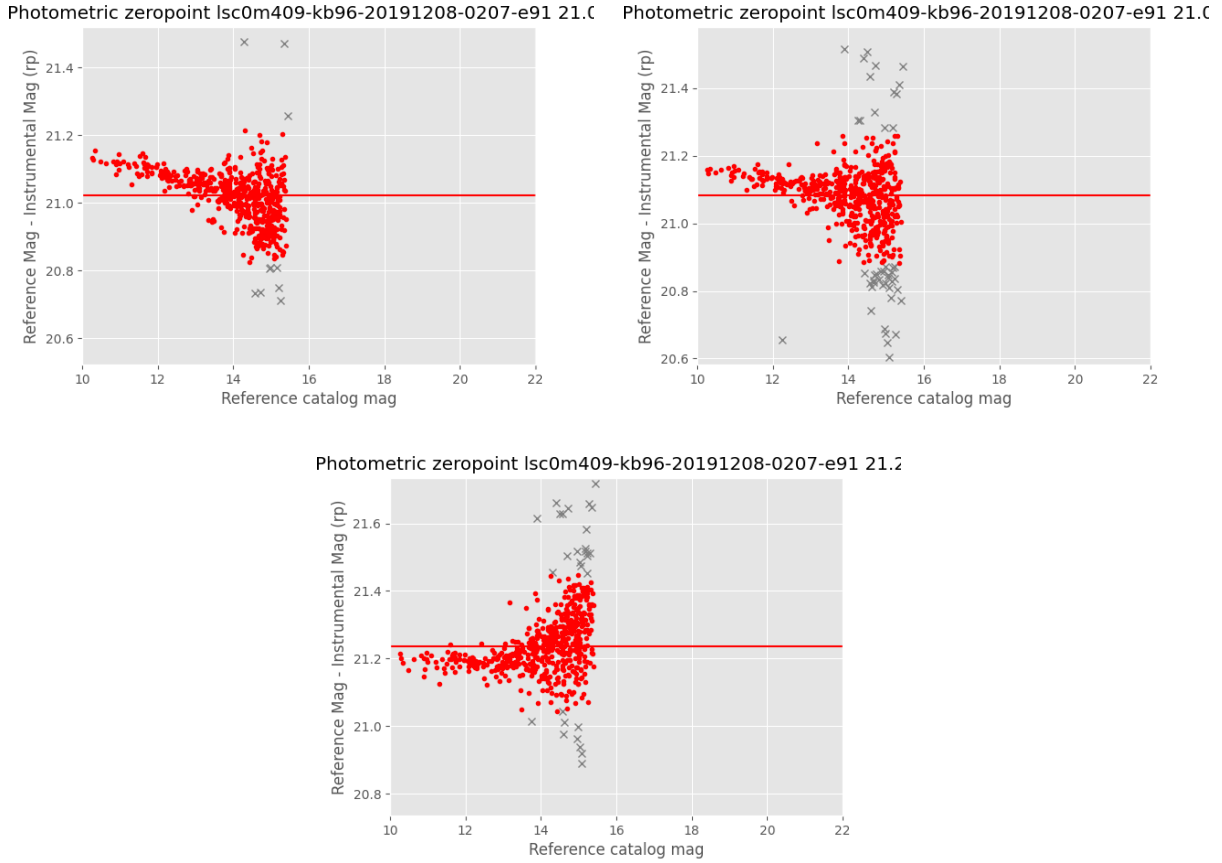 Photometric zeropoint lsc0m409-kb96-20191208-0207-e91 21.0
Reference Mag - Instrumental Mag (rp)
21.4
21.2
21.0
20.8
20.6
10 12 14 16 18 20 22
Reference catalog mag
Photometric zeropoint lsc0m409-kb96-20191208-0207-e91 21.0
Reference Mag - Instrumental Mag (rp)
21.4
21.2
21.0
20.8
20.6
10 12 14 16 18 20 22
Reference catalog mag
Photometric zeropoint lsc0m409-kb96-20191208-0207-e91 21.2
Reference Mag - Instrumental Mag (rp)
21.6
21.4
21.2
21.0
20.8
10 12 14 16 18 20 22
Reference catalog mag